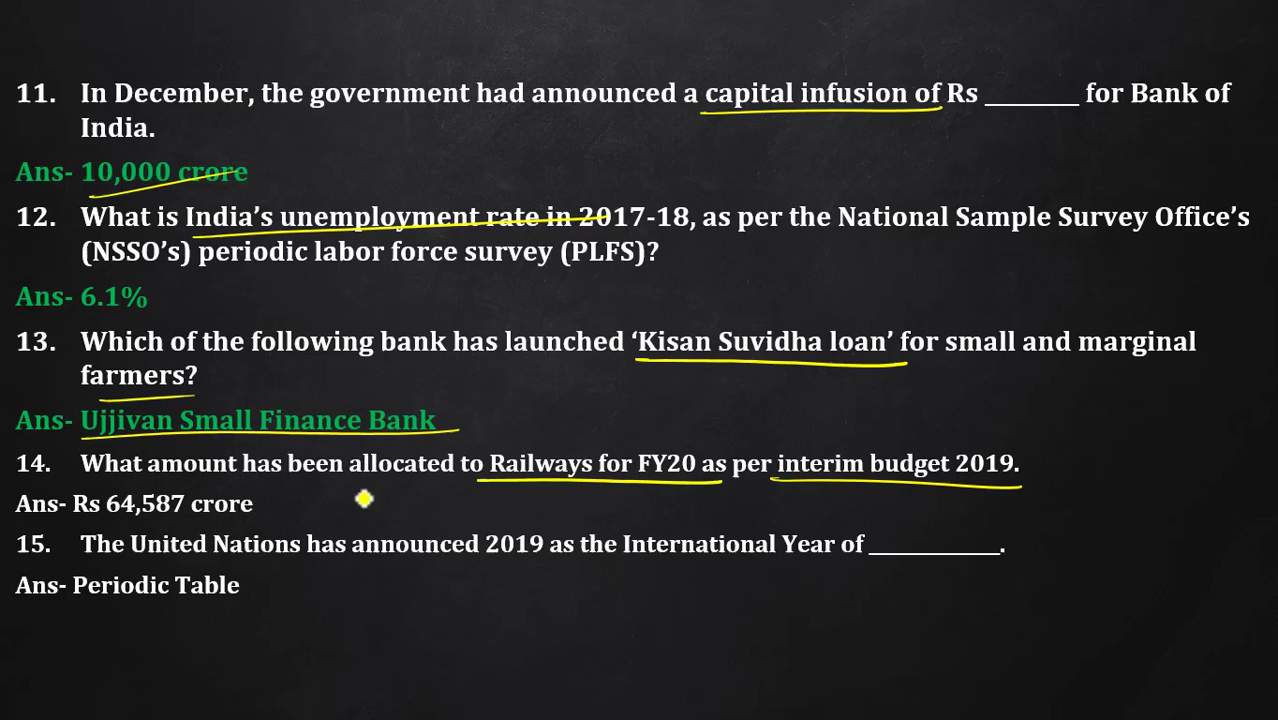 11. In December, the government had announced a capital infusion of Rs ________ for Bank of
India.
Ans- 10,000 crore
12. What is India’s unemployment rate in 2017-18, as per the National Sample Survey Office’s
(NSSO’s) periodic labor force survey (PLFS)?
Ans- 6.1%
13. Which of the following bank has launched ‘Kisan Suvidha loan’ for small and marginal
farmers?
Ans- Ujjivan Small Finance Bank
14. What amount has been allocated to Railways for FY20 as per interim budget 2019.
Ans- Rs 64,587 crore
15. The United Nations has announced 2019 as the International Year of ____________.
Ans- Periodic Table